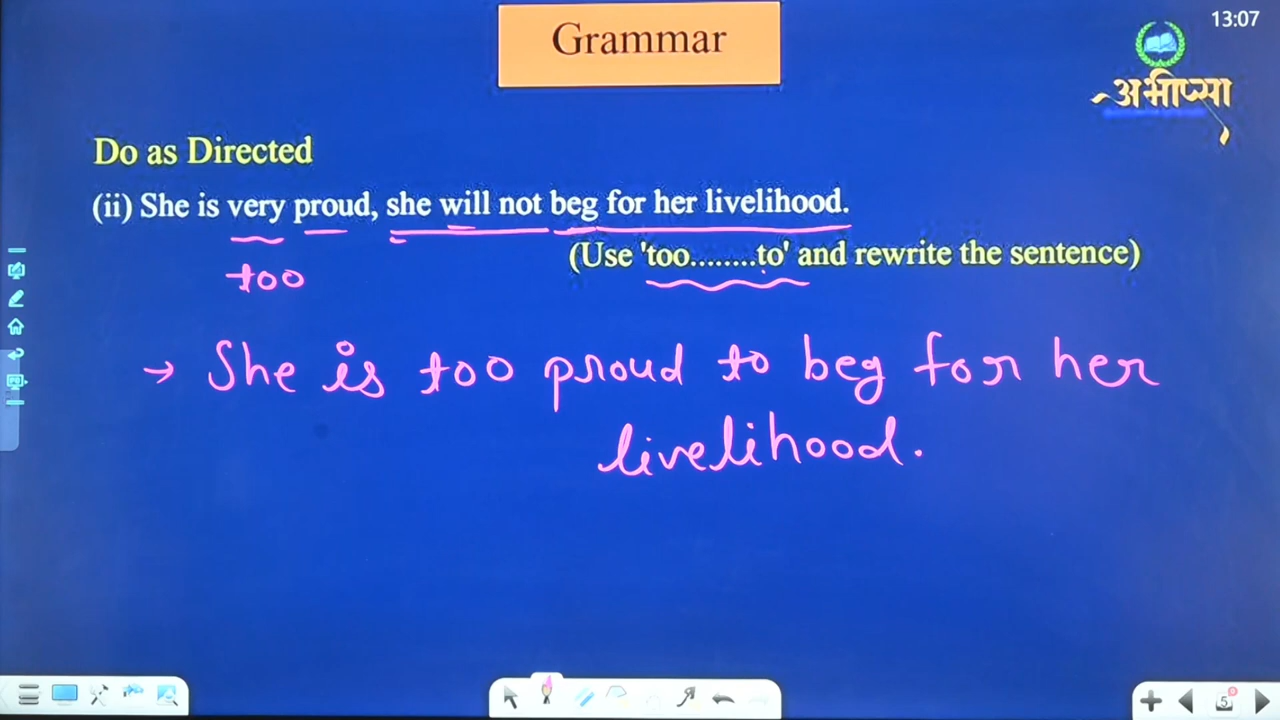 13:07
Grammar
अभीप्सा
Do as Directed
(ii) She is very proud, she will not beg for her livelihood.
(Use 'too........to' and rewrite the sentence)
too
→ She is too proud to beg for her
livelihood.
5